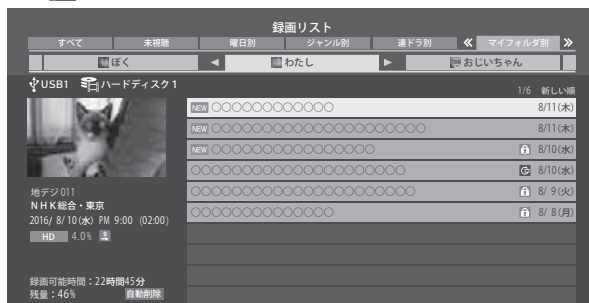 録画リスト
すべて 未視聴 曜日別 ジャンル別 連ドラ別 《 マイフォルダ別 》
ぼく ◀ わたし ▶ おじいちゃん
USB1 ハードディスク1
1/6 新しい順
NEW 〇〇〇〇〇〇〇〇〇〇〇〇 8/11(木)
NEW 〇〇〇〇〇〇〇〇〇〇〇〇〇〇〇〇〇〇〇〇〇 8/11(木)
NEW 〇〇〇〇〇〇〇〇〇〇〇〇〇〇〇〇 8/10(水)
〇〇〇〇〇〇〇〇〇〇〇〇〇〇〇〇〇〇〇〇〇 G 8/10(水)
〇〇〇〇〇〇〇〇〇〇〇〇〇〇〇〇〇〇〇〇〇〇 8/ 9(火)
〇〇〇〇〇〇〇〇〇〇〇〇〇〇 8/ 8(月)
地デジ011
NHK総合・東京
2016/ 8/10(水) PM 9:00 (02:00)
HD 4.0%
録画可能時間：22時間45分
残量：46% 自動削除